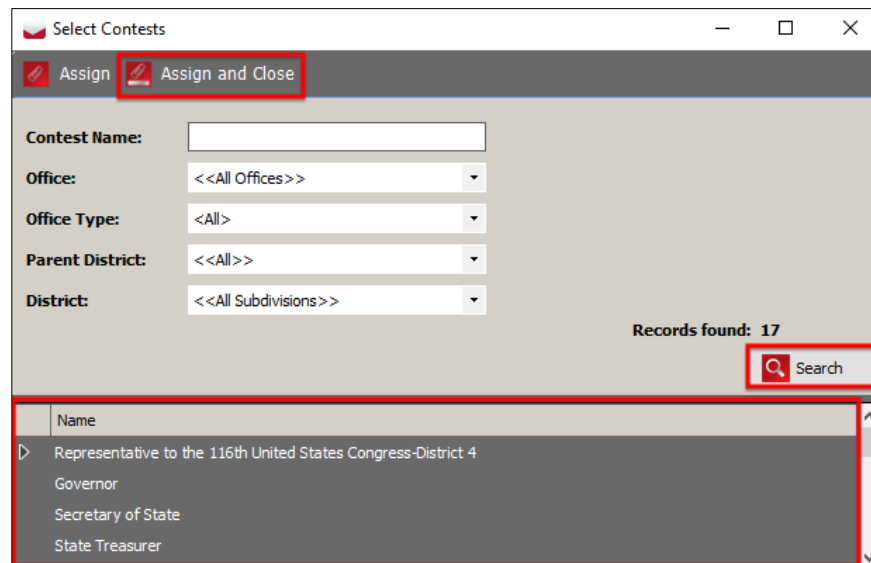 Select Contests
Assign Assign and Close
Contest Name:
Office: <<All Offices>>
Office Type: <All>
Parent District: <<All>>
District: <<All Subdivisions>>
Records found: 17
Search
Name
Representative to the 116th United States Congress-District 4
Governor
Secretary of State
State Treasurer